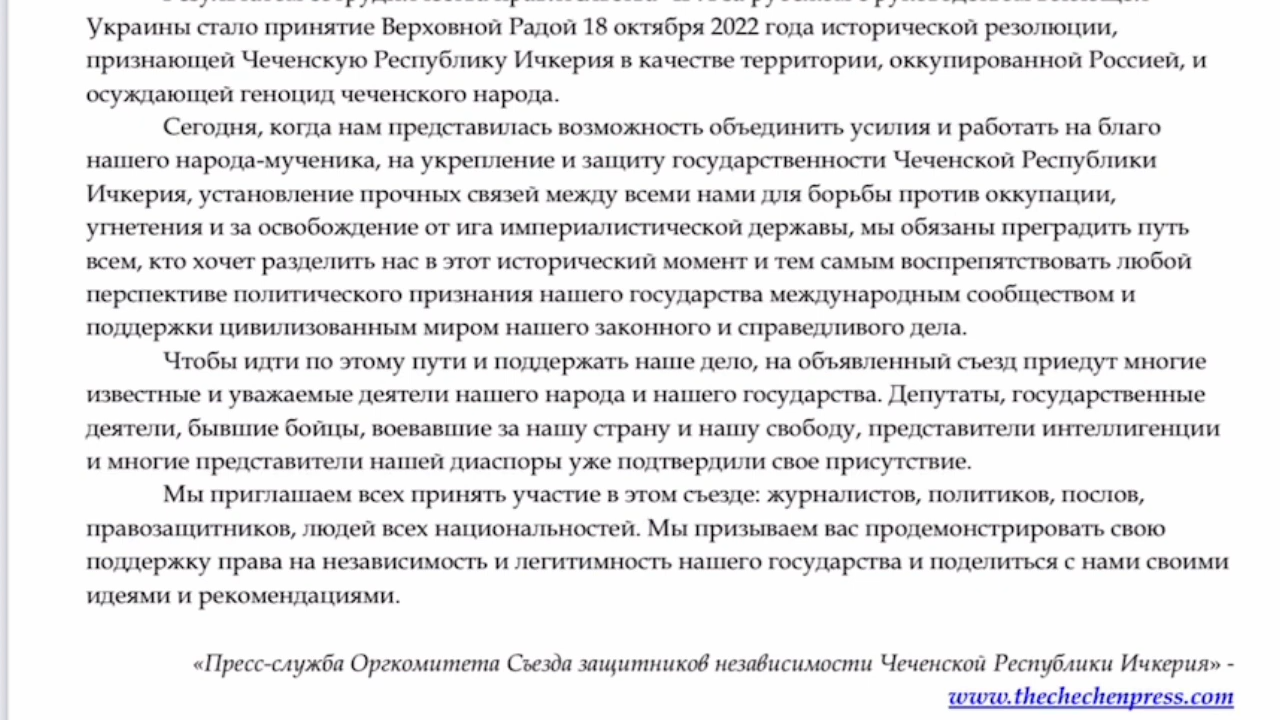 Украины стало принятие Верховной Радой 18 октября 2022 года исторической резолюции,
признающей Чеченскую Республику Ичкерия в качестве территории, оккупированной Россией, и
осуждающей геноцид чеченского народа.
Сегодня, когда нам представилась возможность объединить усилия и работать на благо
нашего народа-мученика, на укрепление и защиту государственности Чеченской Республики
Ичкерия, установление прочных связей между всеми нами для борьбы против оккупации,
угнетения и за освобождение от ига империалистической державы, мы обязаны преградить путь
всем, кто хочет разделить нас в этот исторический момент и тем самым воспрепятствовать любой
перспективе политического признания нашего государства международным сообществом и
поддержки цивилизованным миром нашего законного и справедливого дела.
Чтобы идти по этому пути и поддержать наше дело, на объявленный съезд приедут многие
известные и уважаемые деятели нашего народа и нашего государства. Депутаты, государственные
деятели, бывшие бойцы, воевавшие за нашу страну и нашу свободу, представители интеллигенции
и многие представители нашей диаспоры уже подтвердили свое присутствие.
Мы приглашаем всех принять участие в этом съезде: журналистов, политиков, послов,
правозащитников, людей всех национальностей. Мы призываем вас продемонстрировать свою
поддержку права на независимость и легитимность нашего государства и поделиться с нами своими
идеями и рекомендациями.
«Пресс-служба Оргкомитета Съезда защитников независимости Чеченской Республики Ичкерия» -
www.thechechenpress.com